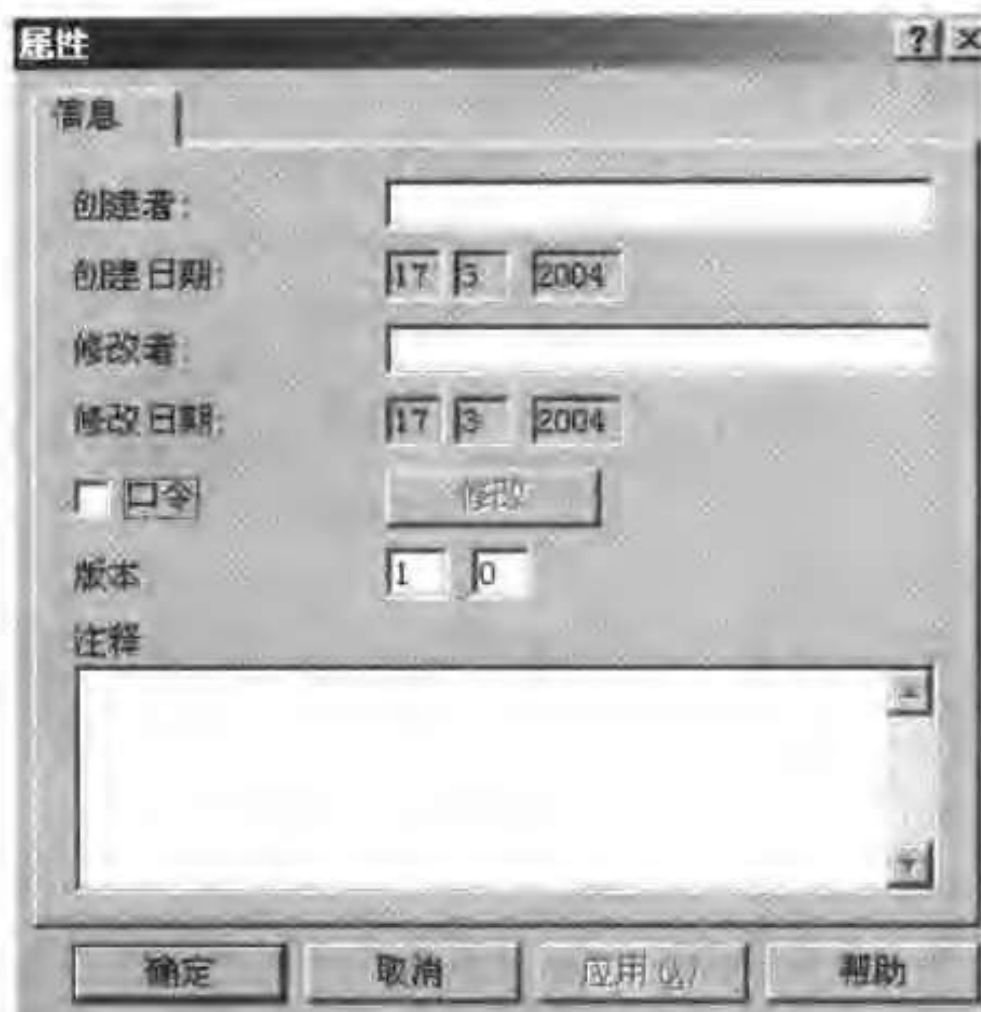 属性
信息
创建者:
创建日期: 17 3 2004
修改者:
修改日期: 17 3 2004
口令 修改
版本 1 0
注释
确定 取消 应用(A) 帮助